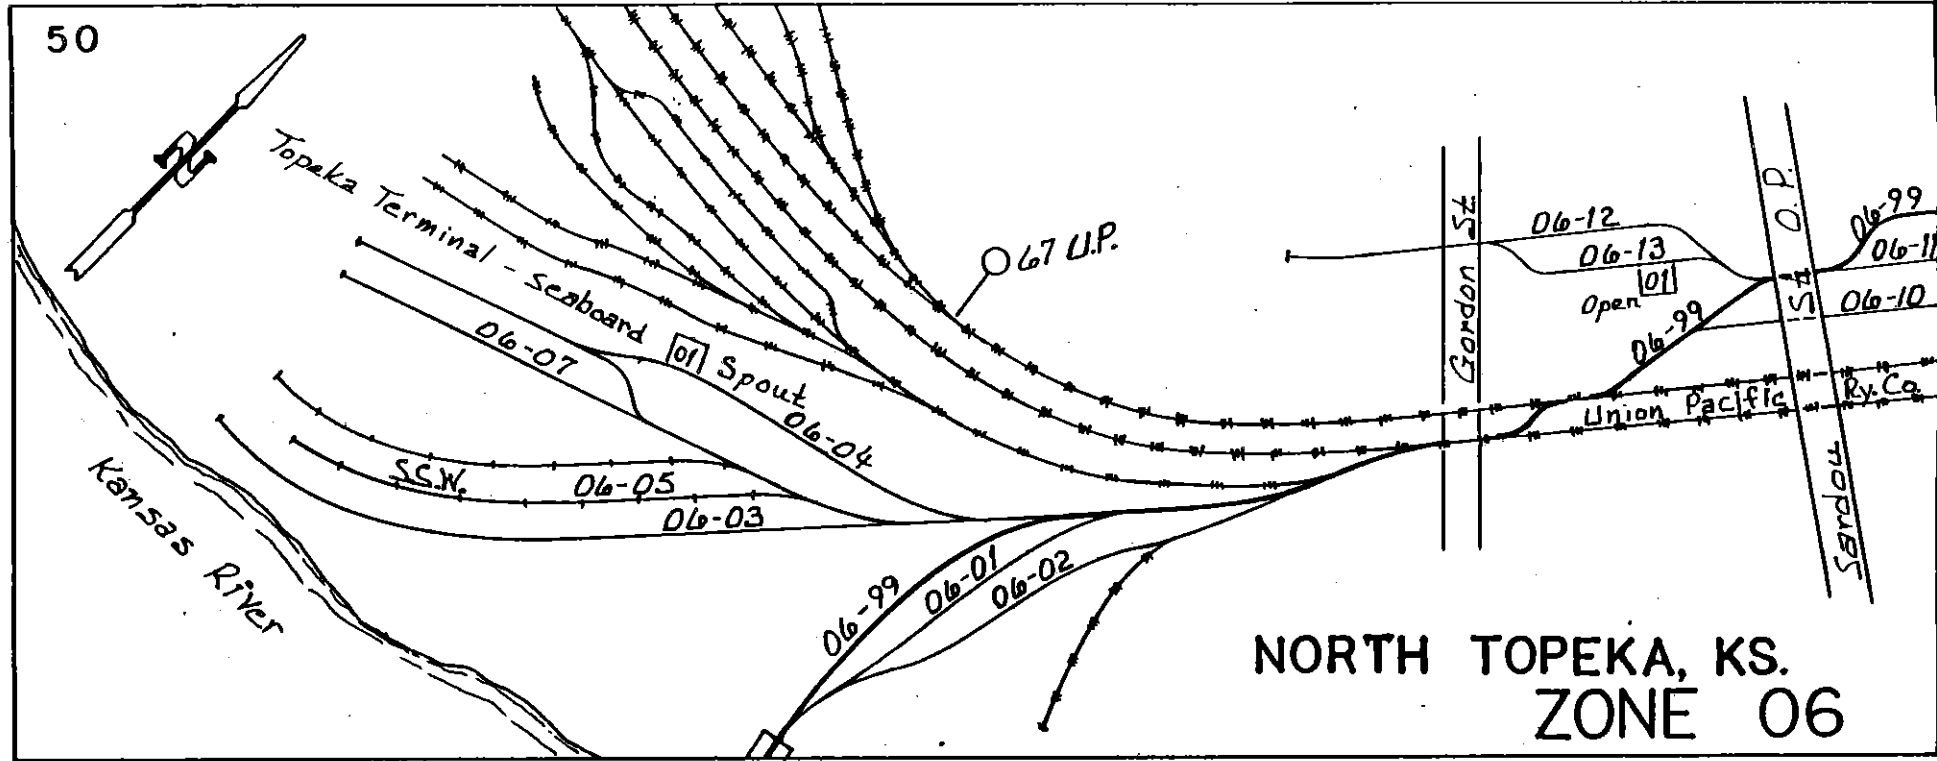 50
N
Topeka Terminal - Seaboard 01 Spout
67 U.P.
Gordon St
06-12
06-13
01
Open
06-99
Sardou St O.P.
06-99
06-11
06-10
Union Pacific Ry. Co.
06-07
06-04
S.S.W.
06-05
06-03
Kansas River
06-99
06-01
06-02
NORTH TOPEKA, KS.
ZONE 06